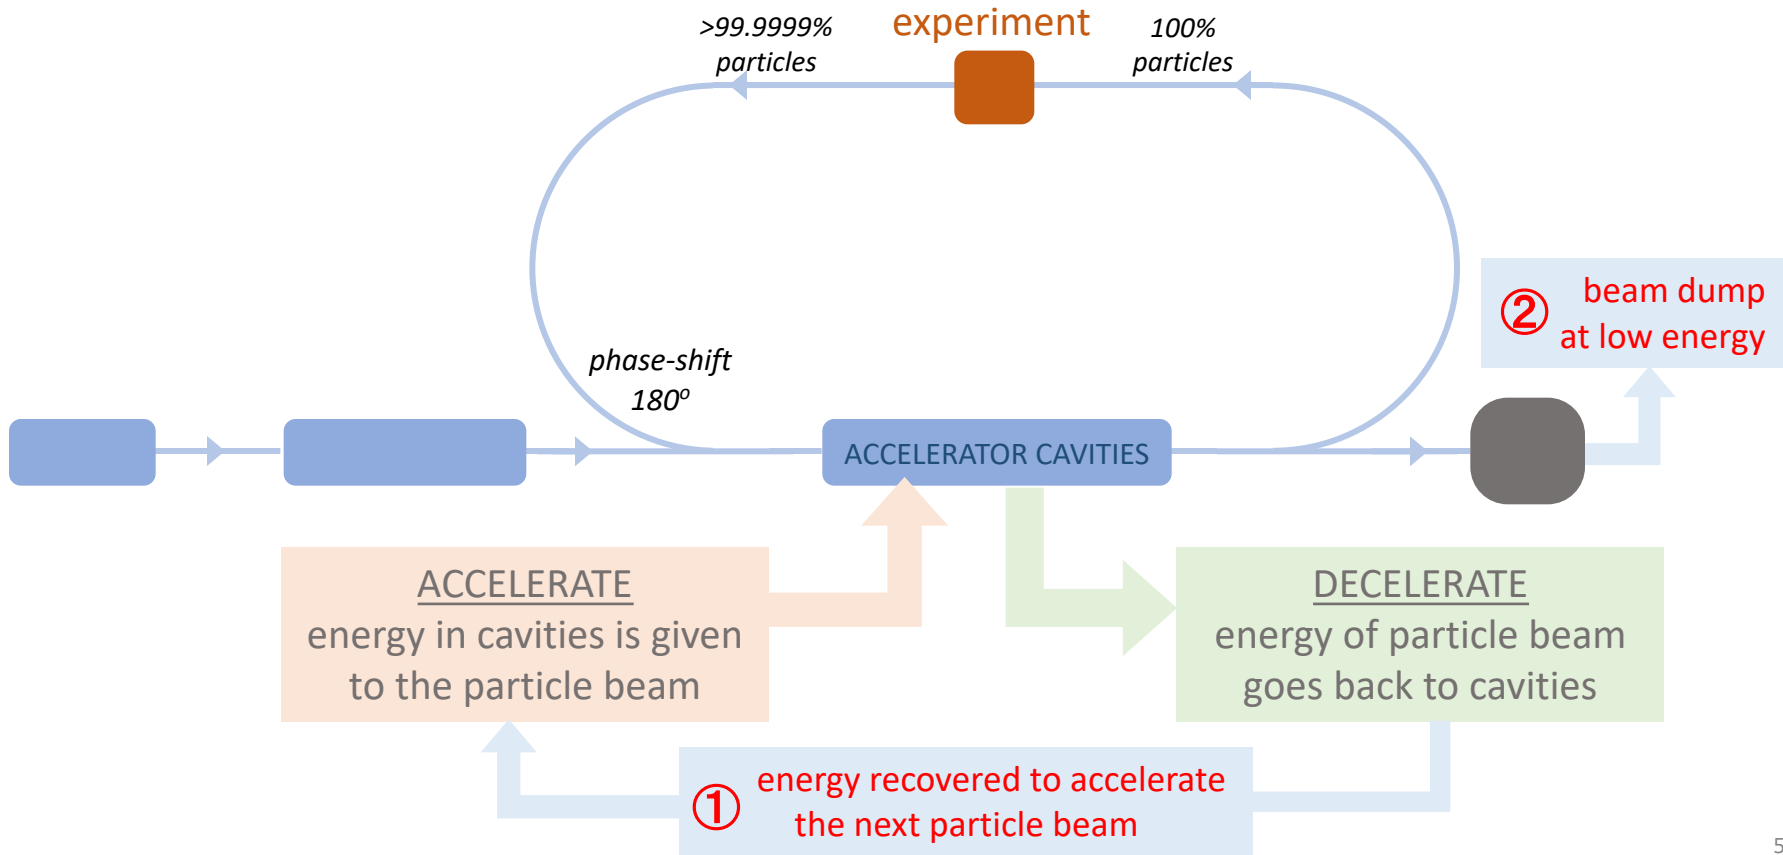 >99.9999%
particles
experiment
100%
particles
② beam dump
at low energy
phase-shift
180º
ACCELERATOR CAVITIES
ACCELERATE
energy in cavities is given
to the particle beam
DECELERATE
energy of particle beam
goes back to cavities
① energy recovered to accelerate
the next particle beam
5